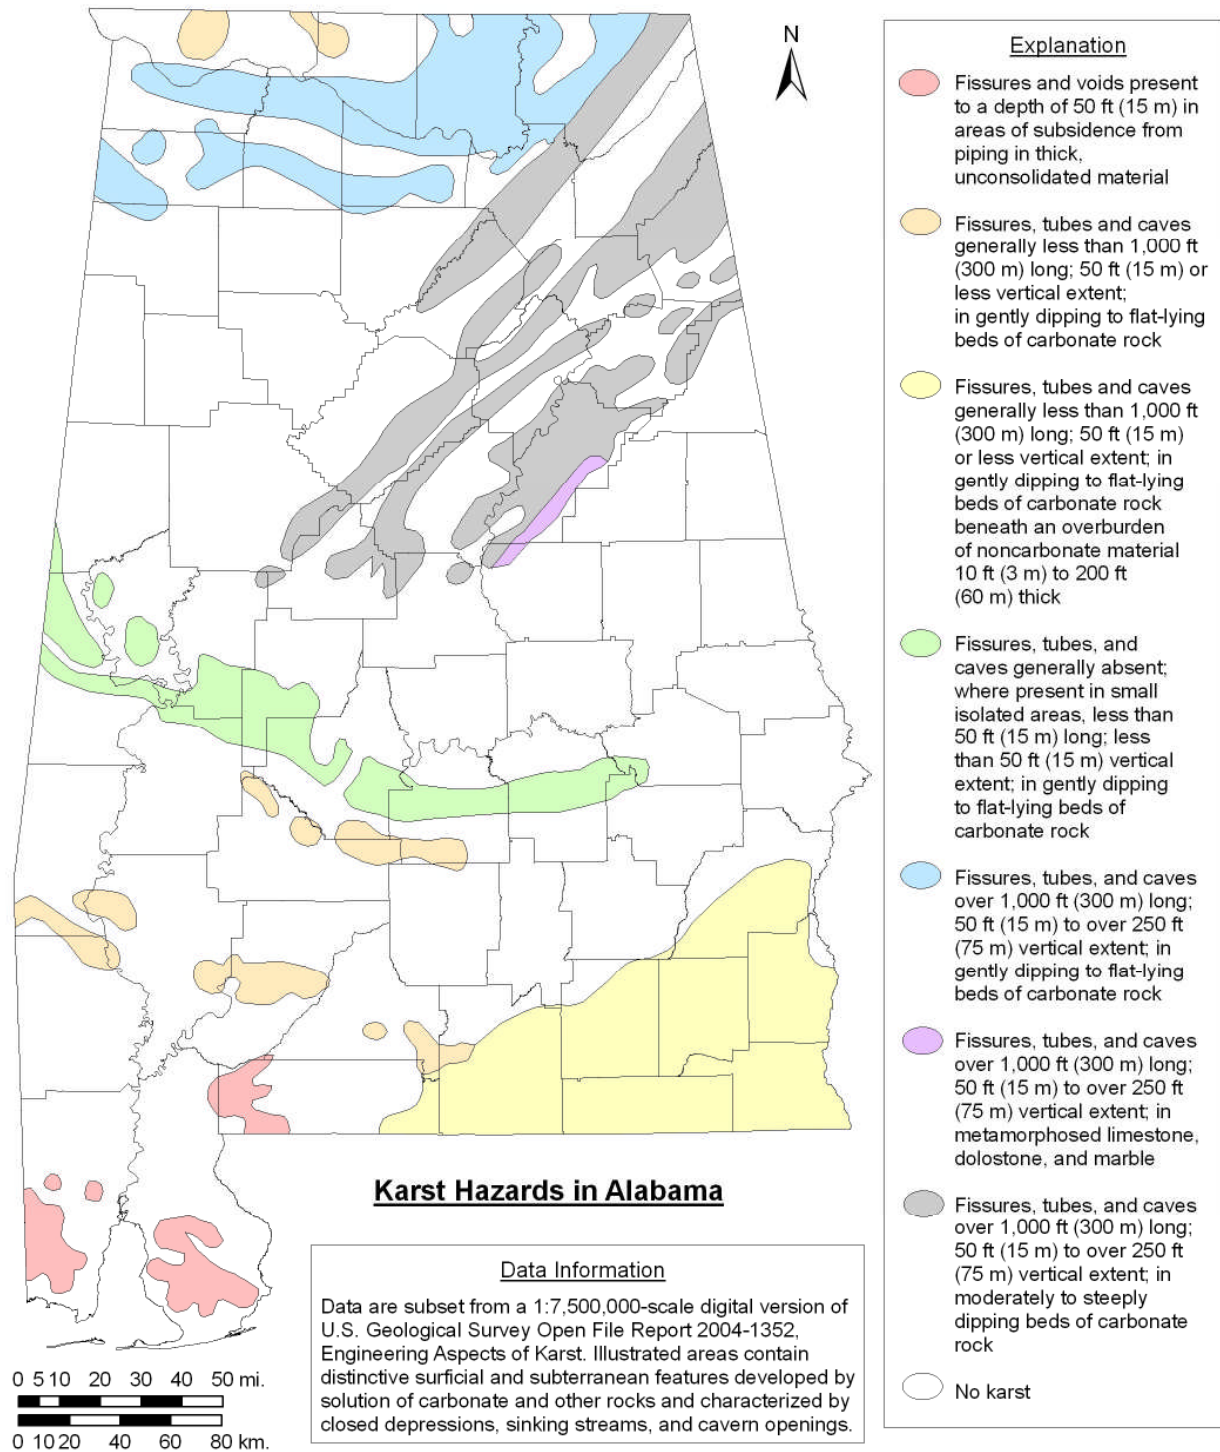 N
Explanation
Fissures and voids present
to a depth of 50 ft (15 m) in
areas of subsidence from
piping in thick,
unconsolidated material
Fissures, tubes and caves
generally less than 1,000 ft
(300 m) long; 50 ft (15 m) or
less vertical extent;
in gently dipping to flat-lying
beds of carbonate rock
Fissures, tubes and caves
generally less than 1,000 ft
(300 m) long; 50 ft (15 m)
or less vertical extent; in
gently dipping to flat-lying
beds of carbonate rock
beneath an overburden
of noncarbonate material
10 ft (3 m) to 200 ft
(60 m) thick
Fissures, tubes, and
caves generally absent;
where present in small
isolated areas, less than
50 ft (15 m) long; less
than 50 ft (15 m) vertical
extent; in gently dipping
to flat-lying beds of
carbonate rock
Fissures, tubes, and caves
over 1,000 ft (300 m) long;
50 ft (15 m) to over 250 ft
(75 m) vertical extent; in
gently dipping to flat-lying
beds of carbonate rock
Fissures, tubes, and caves
over 1,000 ft (300 m) long;
50 ft (15 m) to over 250 ft
(75 m) vertical extent; in
metamorphosed limestone,
dolostone, and marble
Fissures, tubes, and caves
over 1,000 ft (300 m) long;
50 ft (15 m) to over 250 ft
(75 m) vertical extent; in
moderately to steeply
dipping beds of carbonate
rock
No karst
Karst Hazards in Alabama
Data Information
Data are subset from a 1:7,500,000-scale digital version of
U.S. Geological Survey Open File Report 2004-1352,
Engineering Aspects of Karst. Illustrated areas contain
distinctive surficial and subterranean features developed by
solution of carbonate and other rocks and characterized by
closed depressions, sinking streams, and cavern openings.
0 5 10 20 30 40 50 mi.
0 10 20 40 60 80 km.